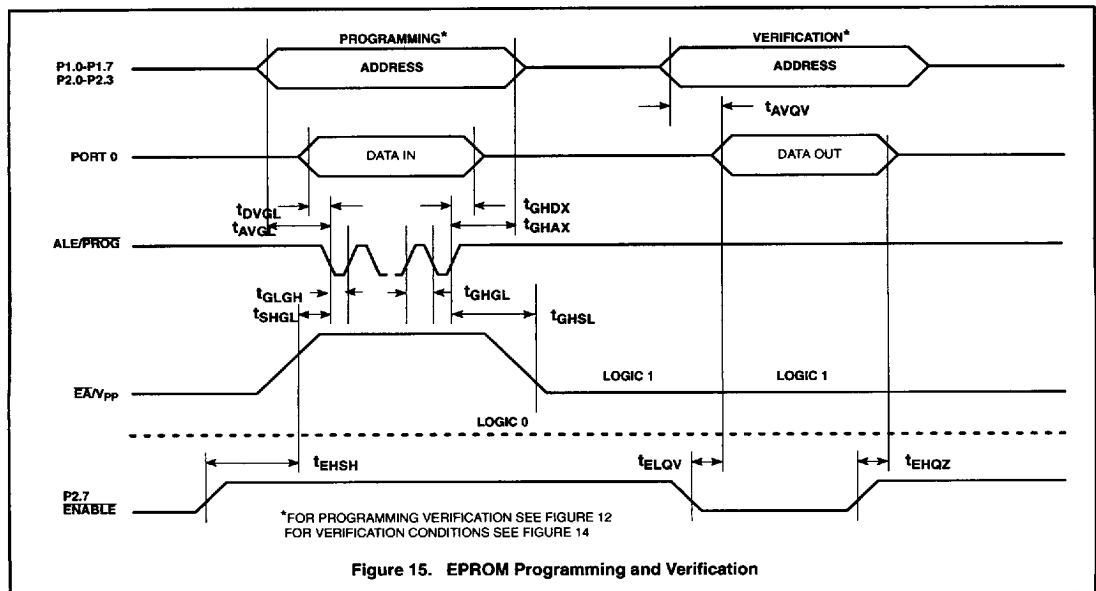 PROGRAMMING*
VERIFICATION*
P1.0-P1.7
P2.0-P2.3
ADDRESS
ADDRESS
tAVQV
PORT 0
DATA IN
DATA OUT
tDVGL
tGHDX
tAVGL
tGHAX
ALE/PROG
tGLGH
tGHGL
tSHGL
tGHSL
EA/VPP
LOGIC 1
LOGIC 1
LOGIC 0
tEHSH
tELQV
tEHQZ
P2.7
ENABLE
*FOR PROGRAMMING VERIFICATION SEE FIGURE 12
FOR VERIFICATION CONDITIONS SEE FIGURE 14
Figure 15. EPROM Programming and Verification